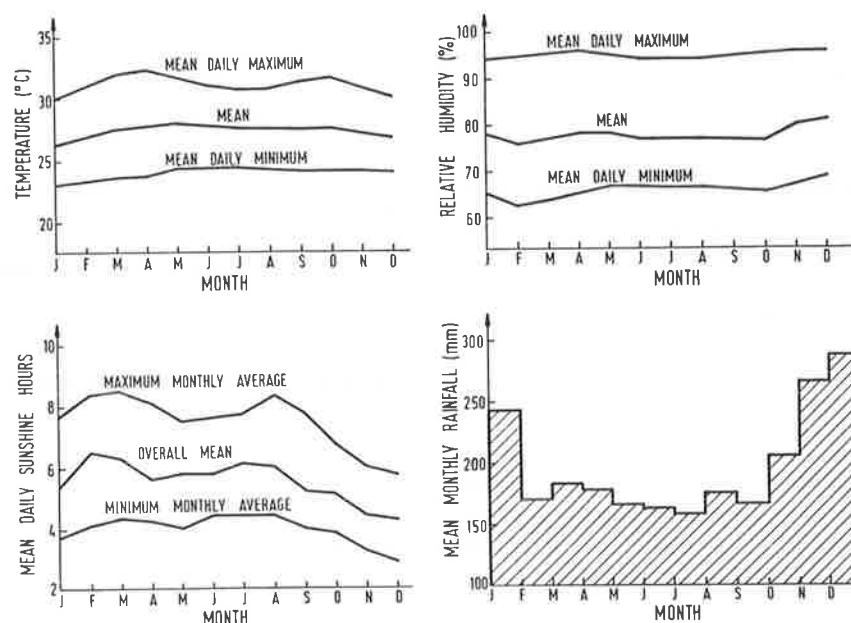 TEMPERATURE (°C)
35
30
25
20
MEAN DAILY MAXIMUM
MEAN
MEAN DAILY MINIMUM
J F M A M J J A S O N D
MONTH
RELATIVE HUMIDITY (%)
100
90
80
70
60
MEAN DAILY MAXIMUM
MEAN
MEAN DAILY MINIMUM
J F M A M J J A S O N D
MONTH
MEAN DAILY SUNSHINE HOURS
10
8
6
4
2
MAXIMUM MONTHLY AVERAGE
OVERALL MEAN
MINIMUM MONTHLY AVERAGE
J F M A M J J A S O N D
MONTH
MEAN MONTHLY RAINFALL (mm)
300
250
200
150
100
J F M A M J J A S O N D
MONTH